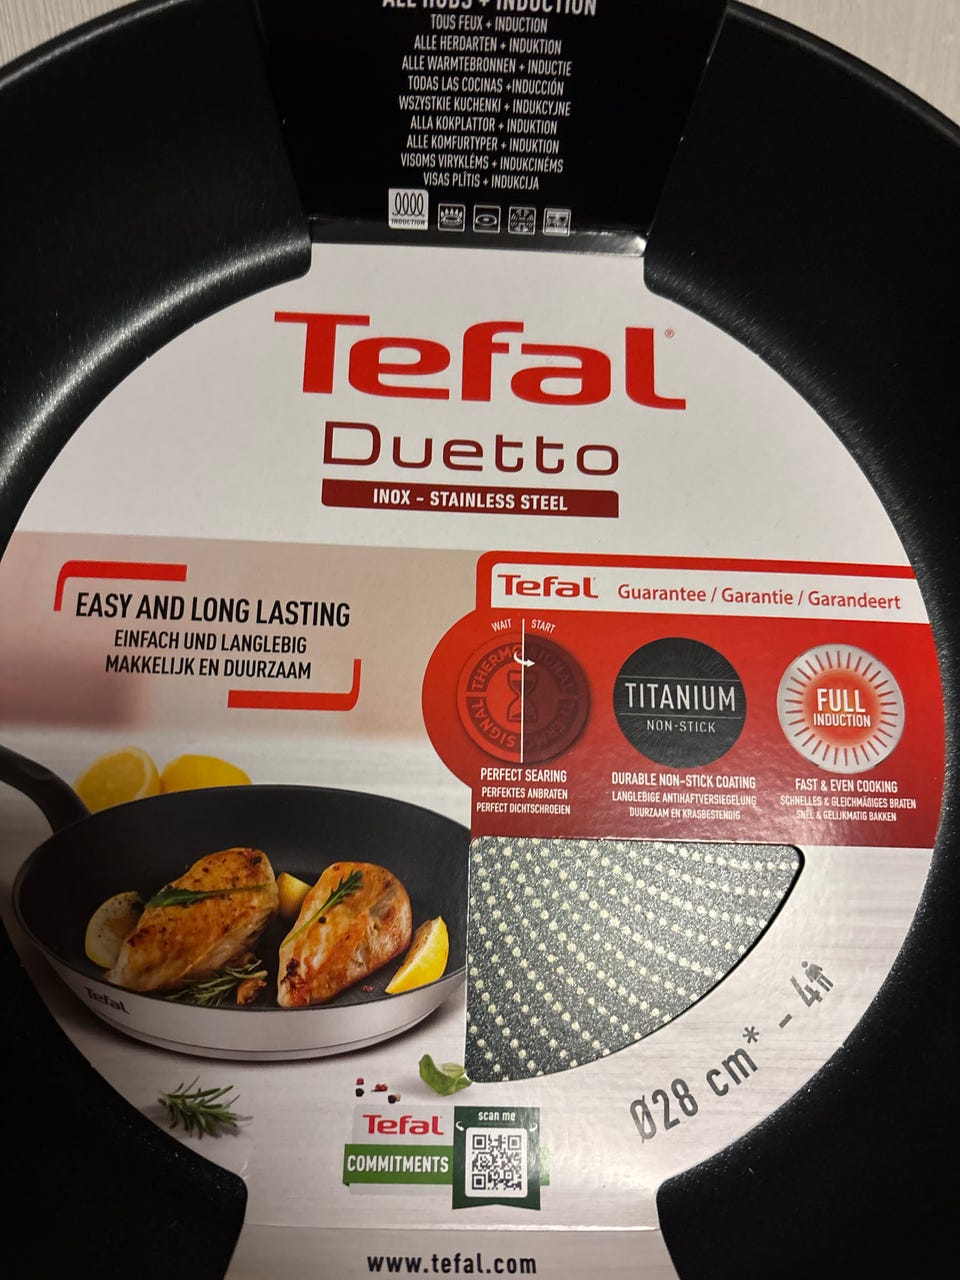 ALL HOBS + INDUCTION
TOUS FEUX + INDUCTION
ALLE HERDARTEN + INDUKTION
ALLE WARMTEBRONNEN + INDUCTIE
TODAS LAS COCINAS +INDUCCIÓN
WSZYSTKIE KUCHENKI + INDUKCYJNE
ALLA KOKPLATTOR + INDUKTION
ALLE KOMFURTYPER + INDUKTION
VISOMS VIRYKLĖMS + INDUKCINĖMS
VISAS PLĪTIS + INDUKCIJA
INDUCTION
Tefal®
Duetto
INOX - STAINLESS STEEL
EASY AND LONG LASTING
EINFACH UND LANGLEBIG
MAKKELIJK EN DUURZAAM
Tefal Guarantee / Garantie / Garandeert
WAIT START
THERMO SIGNAL
TITANIUM
NON-STICK
FULL
INDUCTION
PERFECT SEARING
PERFEKTES ANBRATEN
PERFECT DICHTSCHROEIEN
DURABLE NON-STICK COATING
LANGLEBIGE ANTIHAFTVERSIEGELUNG
DUURZAAM EN KRASBESTENDIG
FAST & EVEN COOKING
SCHNELLES & GLEICHMÄßIGES BRATEN
SNEL & GELIJKMATIG BAKKEN
Tefal
Ø28 cm* - 4
Tefal
COMMITMENTS
scan me
www.tefal.com